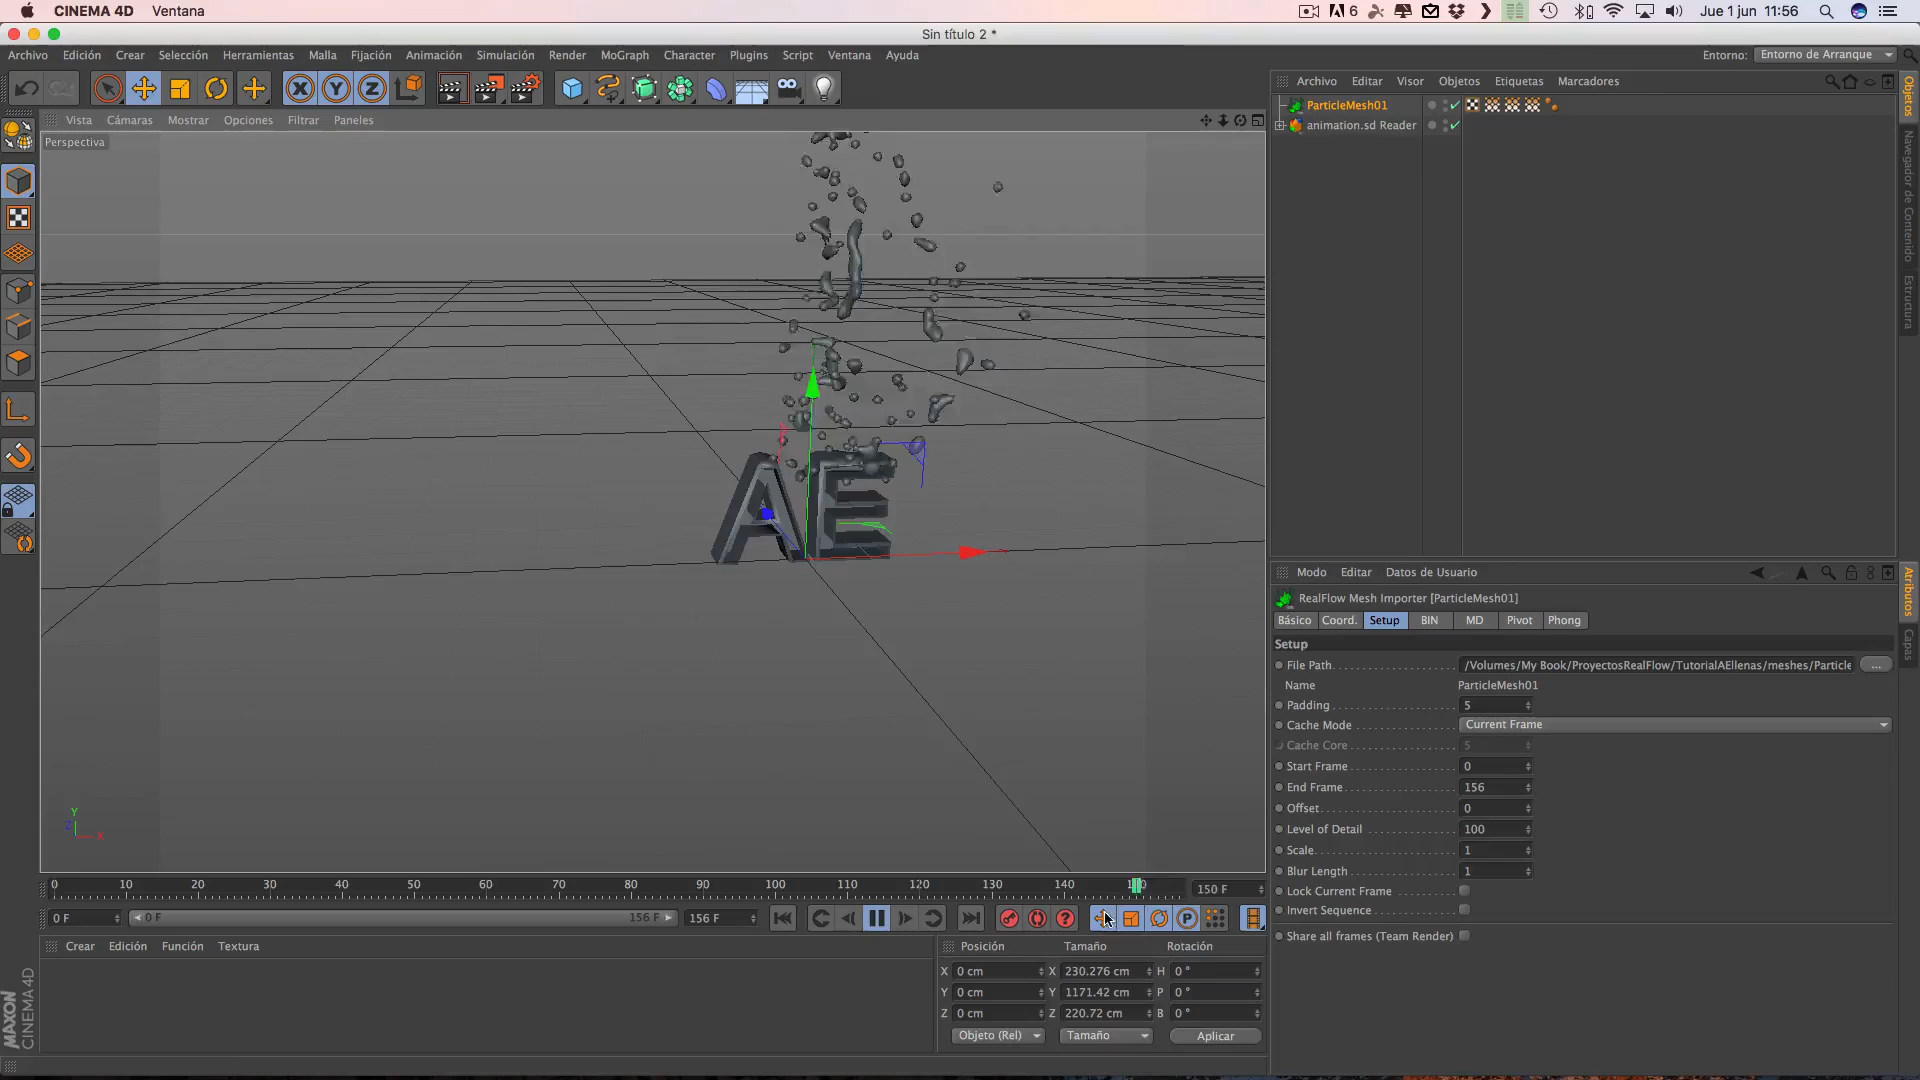 CINEMA 4D Ventana
6 Jue 1 jun 11:56
Sin título 2 *
Archivo Edición Crear Selección Herramientas Malla Fijación Animación Simulación Render MoGraph Character Plugins Script Ventana Ayuda
Entorno: Entorno de Arranque
X Y Z
Vista Cámaras Mostrar Opciones Filtrar Paneles
Perspectiva
AE
Y
Z X
Archivo Editar Visor Objetos Etiquetas Marcadores
ParticleMesh01
animation.sd Reader
Objetos
Navegador de Contenido
Estructura
Modo Editar Datos de Usuario
RealFlow Mesh Importer [ParticleMesh01]
Básico Coord. Setup BIN MD Pivot Phong
Setup
File Path /Volumes/My Book/ProyectosRealFlow/TutorialAEllenas/meshes/Particle ...
Name ParticleMesh01
Padding 5
Cache Mode Current Frame
Cache Core 5
Start Frame 0
End Frame 156
Offset 0
Level of Detail 100
Scale 1
Blur Length 1
Lock Current Frame
Invert Sequence
Share all frames (Team Render)
Atributos
Capas
0 10 20 30 40 50 60 70 80 90 100 110 120 130 140 150 F
0 F 0 F 156 F 156 F
Crear Edición Función Textura
Posición Tamaño Rotación
X 0 cm X 230.276 cm H 0 °
Y 0 cm Y 1171.42 cm P 0 °
Z 0 cm Z 220.72 cm B 0 °
Objeto (Rel) Tamaño Aplicar
MAXON
CINEMA 4D